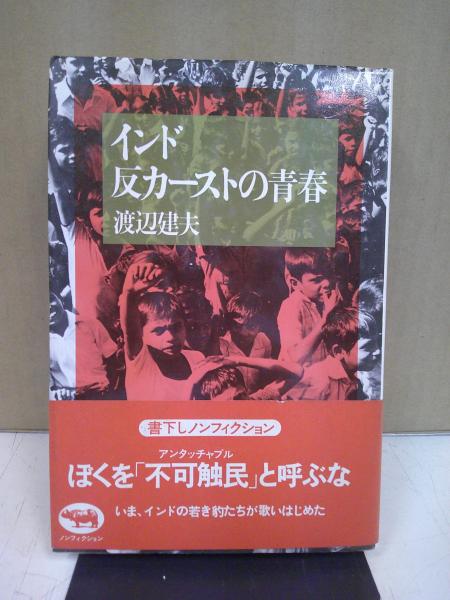 インド
反カーストの青春
渡辺建夫
書下しノンフィクション
アンタッチャブル
ぼくを「不可触民」と呼ぶな
いま、インドの若き豹たちが歌いはじめた
ノンフィクション